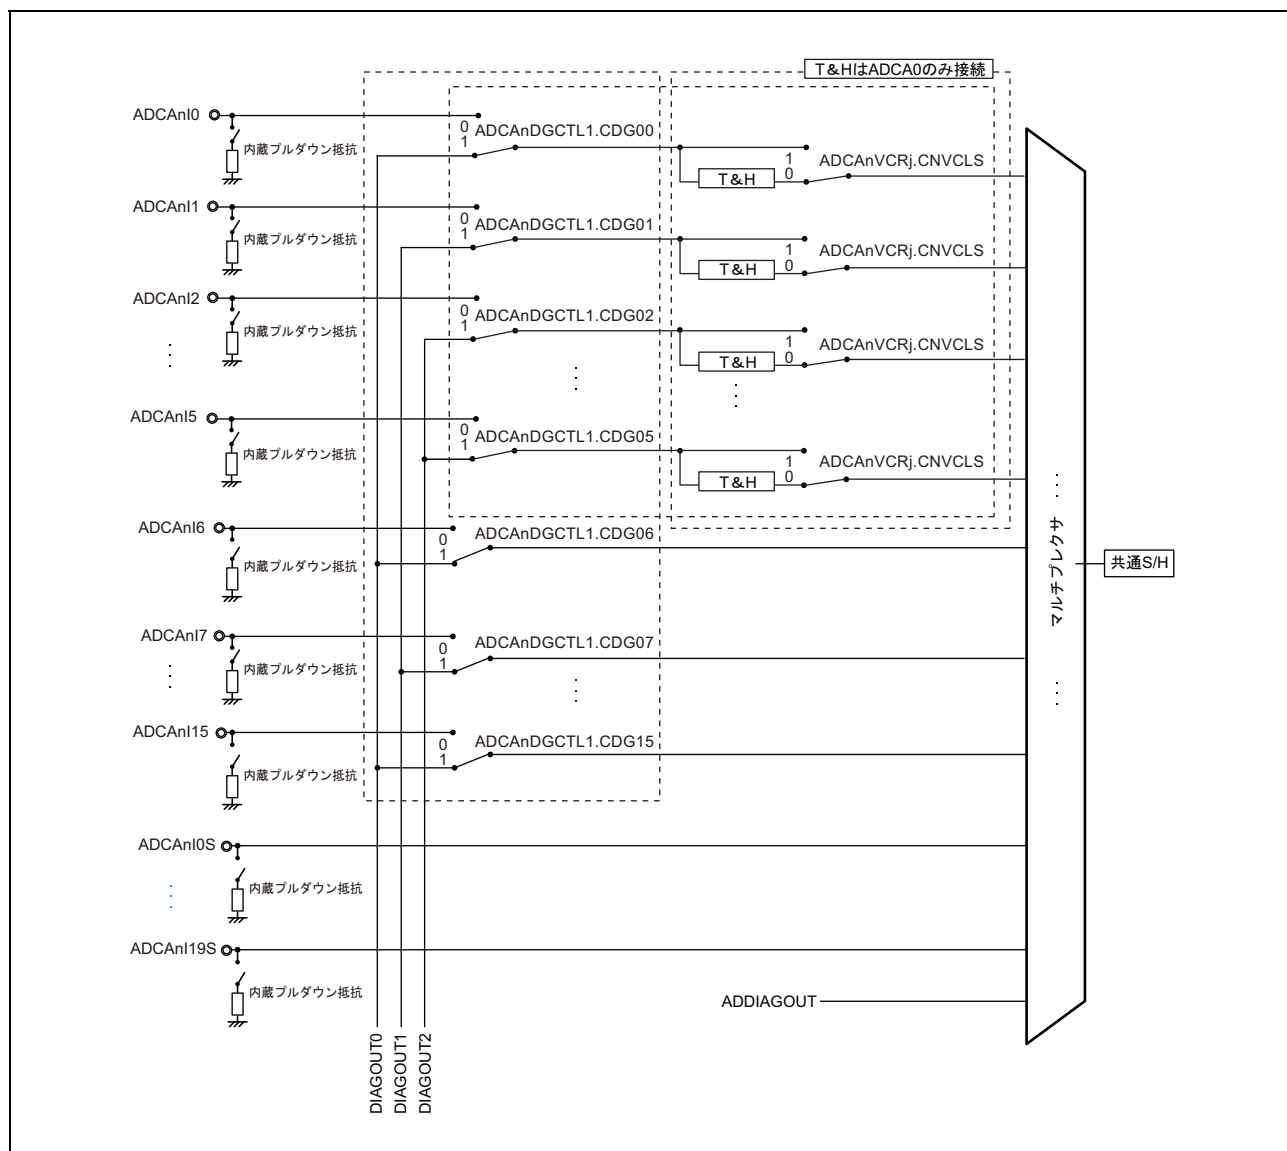 T&HはADCA0のみ接続
ADCAnI0
0
1
ADCAnDGCTL1.CDG00
内蔵プルダウン抵抗
T&H
1
0
ADCAnVCRj.CNVCLS
ADCAnI1
0
1
ADCAnDGCTL1.CDG01
内蔵プルダウン抵抗
T&H
1
0
ADCAnVCRj.CNVCLS
ADCAnI2
0
1
ADCAnDGCTL1.CDG02
内蔵プルダウン抵抗
T&H
1
0
ADCAnVCRj.CNVCLS
ADCAnI5
0
1
ADCAnDGCTL1.CDG05
内蔵プルダウン抵抗
T&H
1
0
ADCAnVCRj.CNVCLS
ADCAnI6
0
1
ADCAnDGCTL1.CDG06
内蔵プルダウン抵抗
マルチプレクサ
共通S/H
ADCAnI7
0
1
ADCAnDGCTL1.CDG07
内蔵プルダウン抵抗
ADCAnI15
0
1
ADCAnDGCTL1.CDG15
内蔵プルダウン抵抗
ADCAnI0S
内蔵プルダウン抵抗
ADCAnI19S
内蔵プルダウン抵抗
ADDIAGOUT
DIAGOUT0
DIAGOUT1
DIAGOUT2